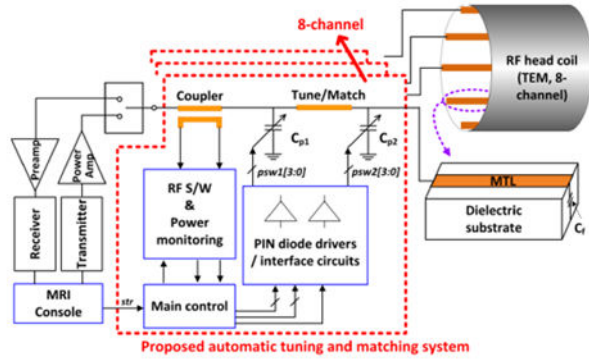 8-channel
RF head coil
(TEM, 8-
channel)
Coupler
Tune/Match
Cp1
Cp2
psw1[3:0]
psw2[3:0]
Preamp
Power
Amp
MTL
Dielectric
substrate
Cf
RF S/W
&
Power
monitoring
PIN diode drivers
/ interface circuits
Receiver
Transmitter
MRI
Console
str
Main control
Proposed automatic tuning and matching system